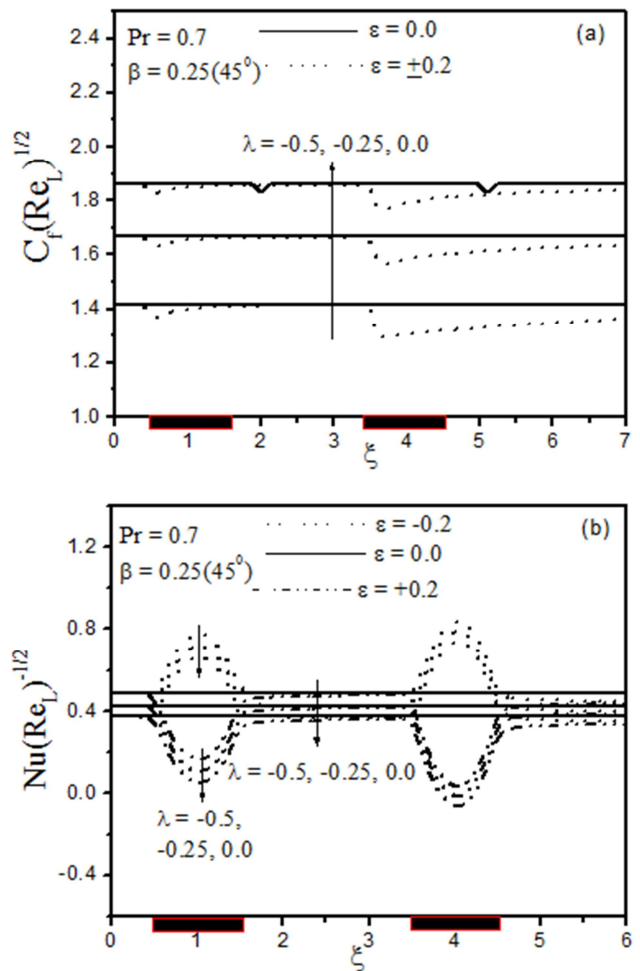 Pr = 0.7
ε = 0.0
(a)
β = 0.25(45⁰)
ε = ±0.2
λ = -0.5, -0.25, 0.0
C_f(Re_L)^1/2
2.4
2.2
2.0
1.8
1.6
1.4
1.2
1.0
0 1 2 3 4 5 6 7
ξ
ε = -0.2
(b)
Pr = 0.7
ε = 0.0
β = 0.25(45⁰)
ε = +0.2
Nu(Re_L)^-1/2
1.2
0.8
0.4
0.0
-0.4
λ = -0.5, -0.25, 0.0
λ = -0.5,
-0.25, 0.0
0 1 2 3 4 5 6
ξ